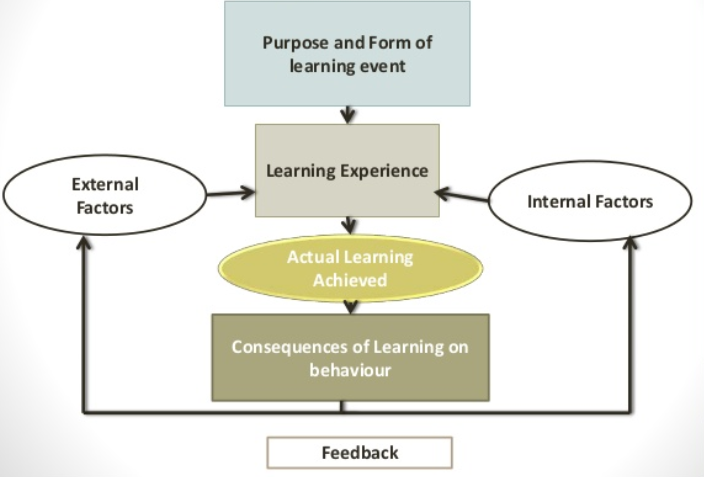 Purpose and Form of
learning event
Learning Experience
External
Factors
Internal Factors
Actual Learning
Achieved
Consequences of Learning on
behaviour
Feedback